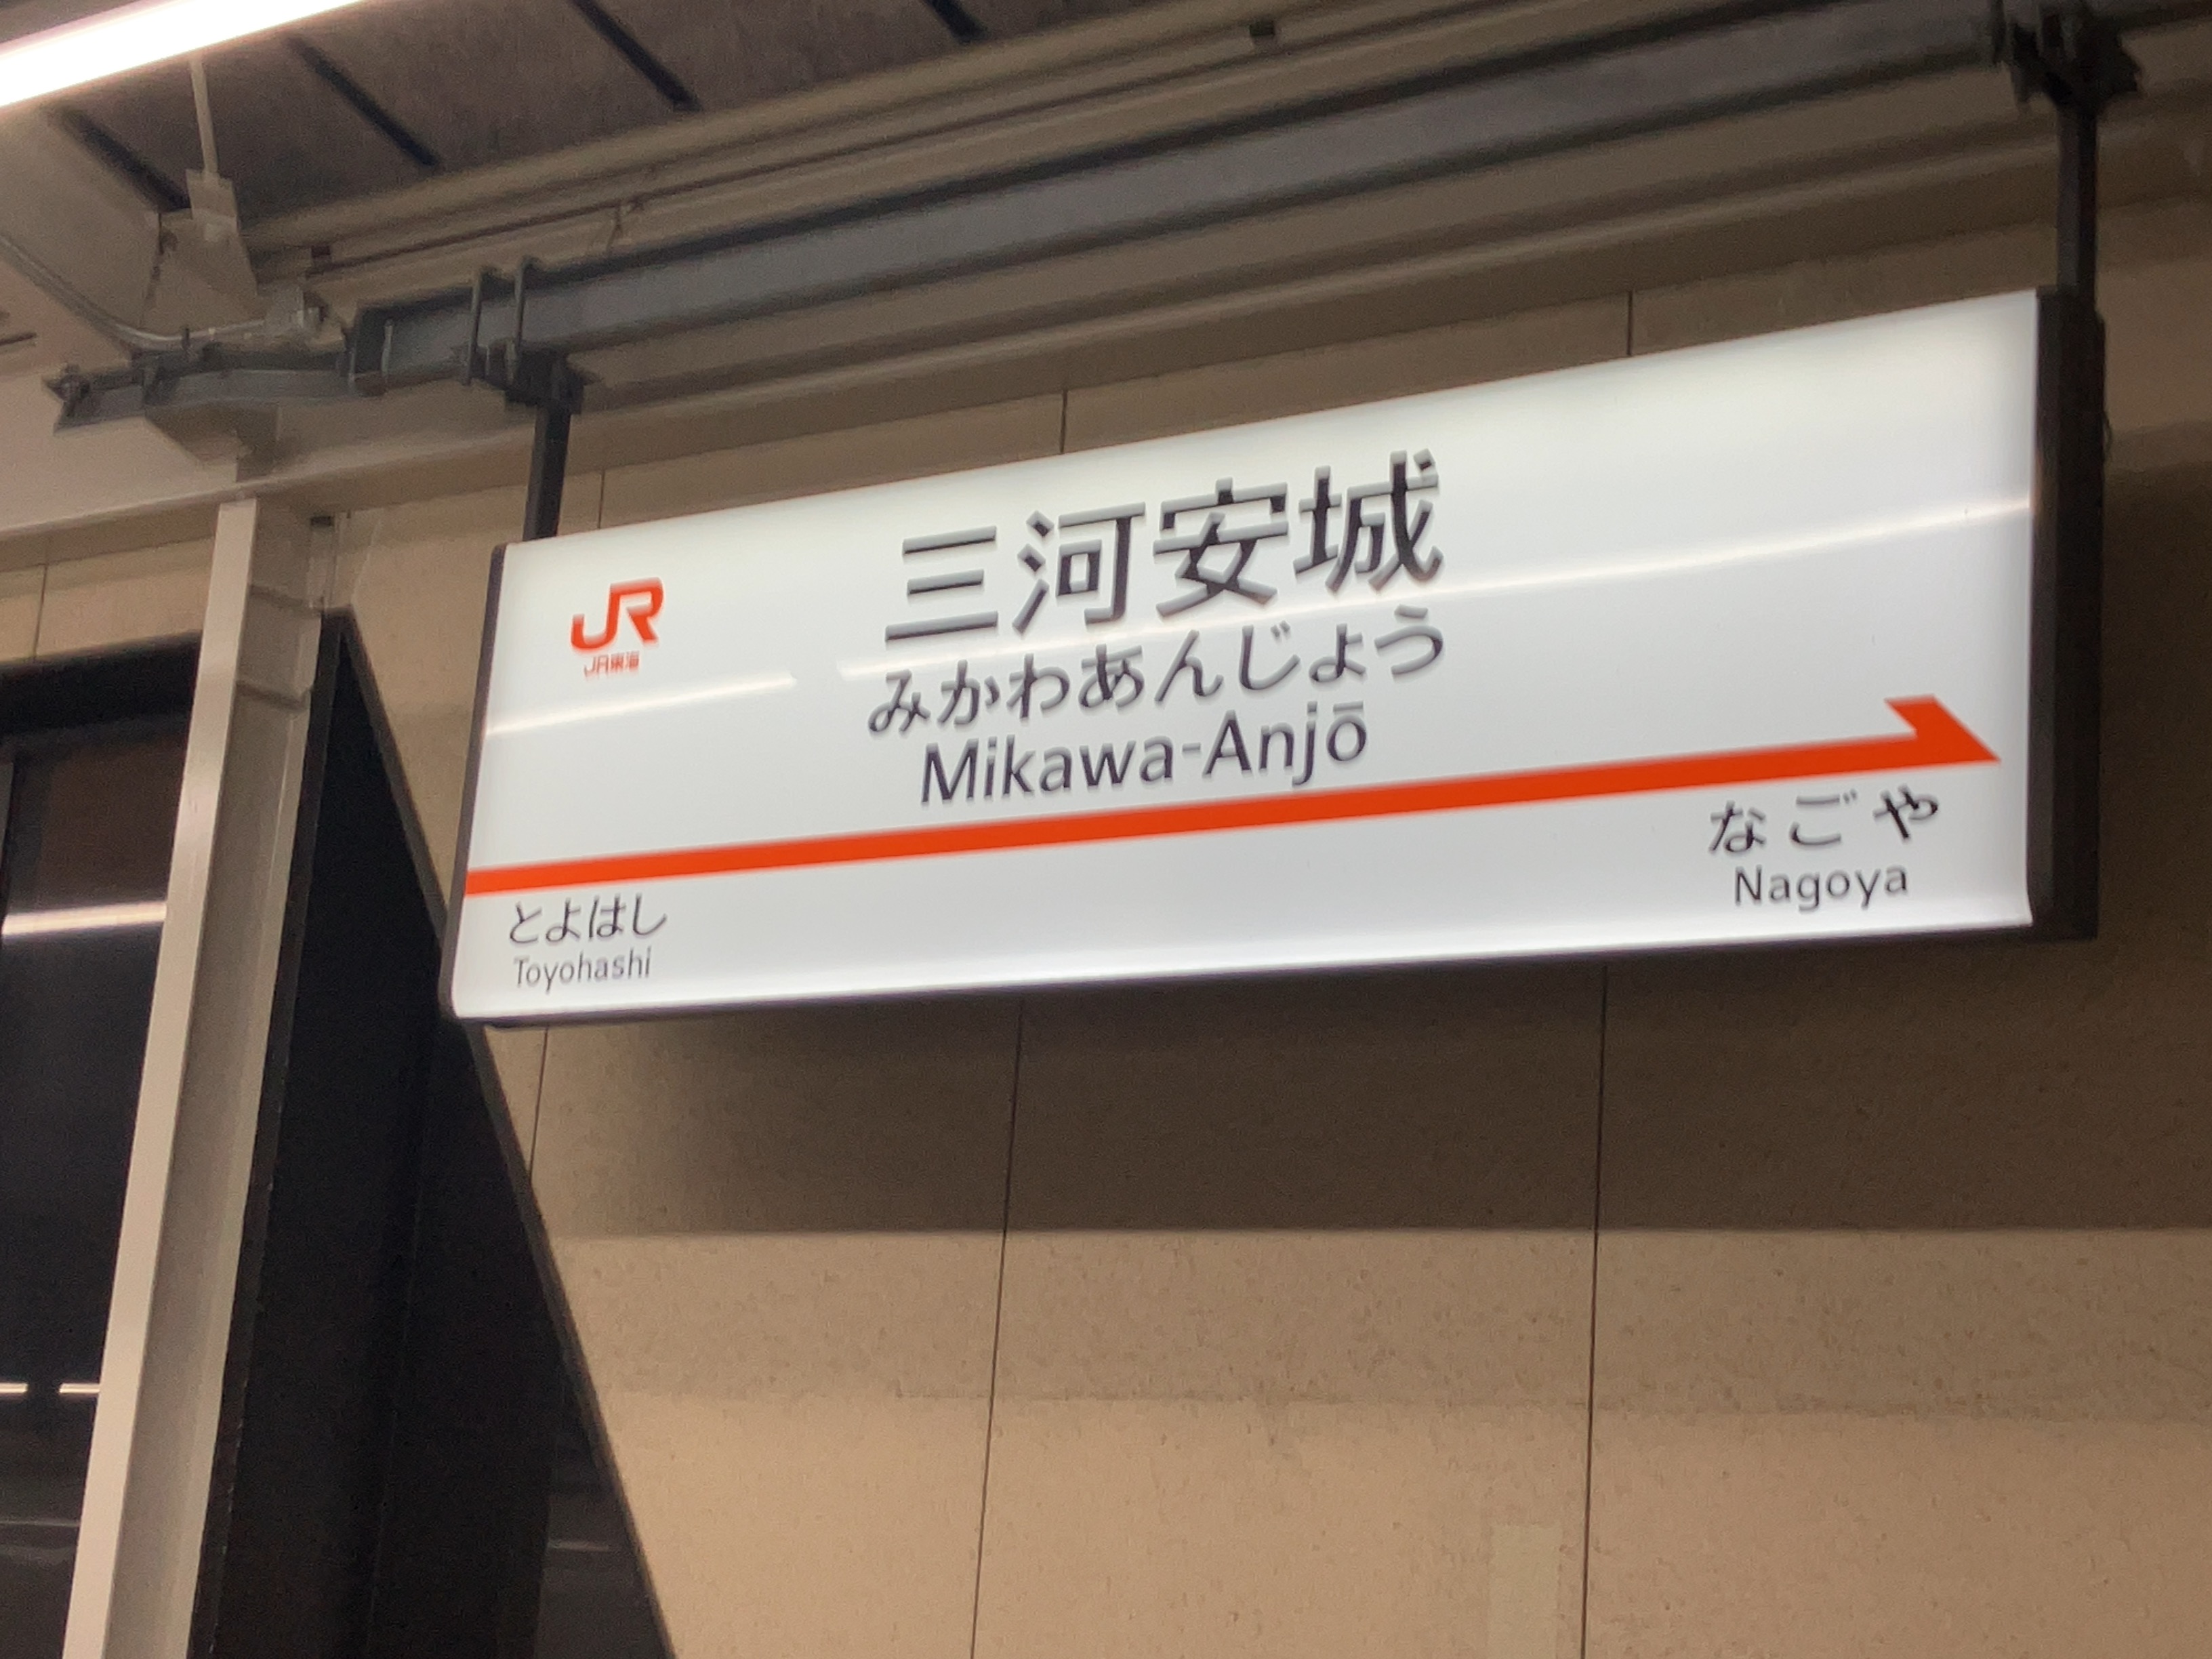 JR
JR東海
三河安城
みかわあんじょう
Mikawa-Anjō
とよはし
Toyohashi
なごや
Nagoya